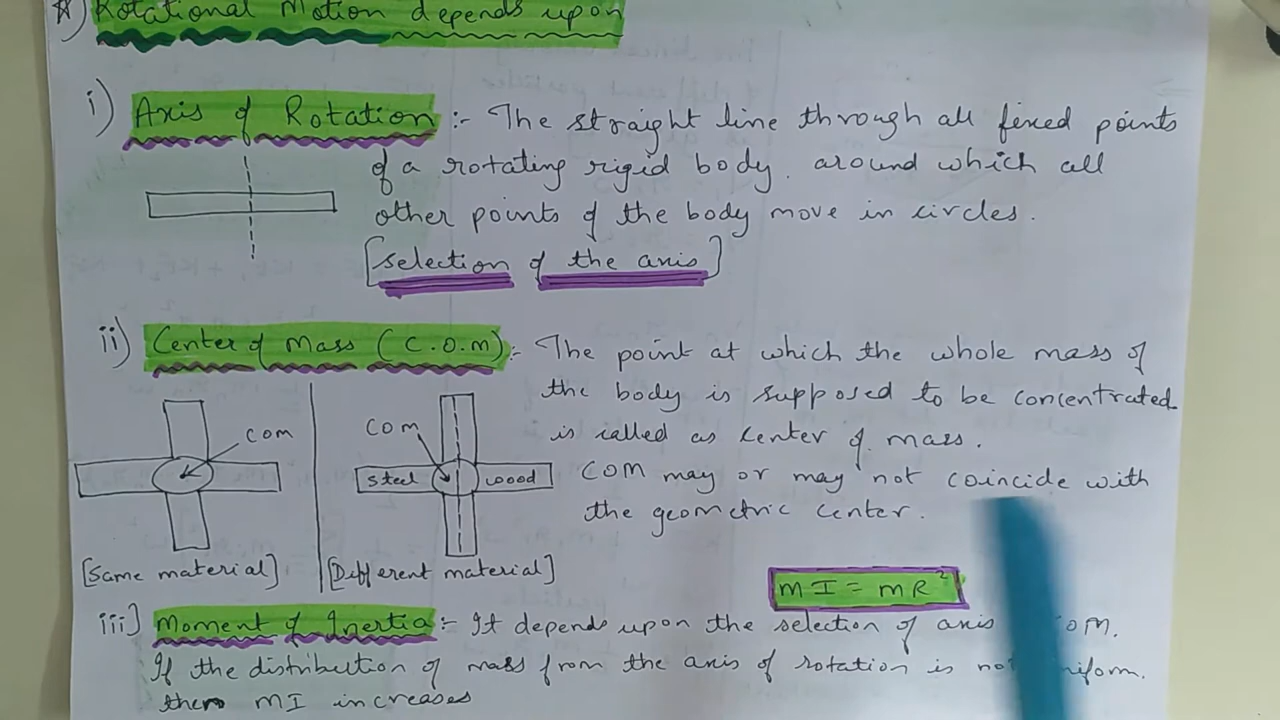 *) Rotational Motion depends upon
i) Axis of Rotation :- The straight line through all fixed points
of a rotating rigid body. around which all
other points of the body move in circles.
[selection of the axis]
ii) Center of Mass (C.O.M) :- The point at which the whole mass of
the body is supposed to be concentrated
is called as center of mass.
COM may or may not coincide with
the geometric center.
COM
[Same material]
COM
steel
wood
[Different material]
MI = MR²
iii] Moment of Inertia :- It depends upon the selection of axis
If the distribution of mass from the axis of rotation is
then MI increases